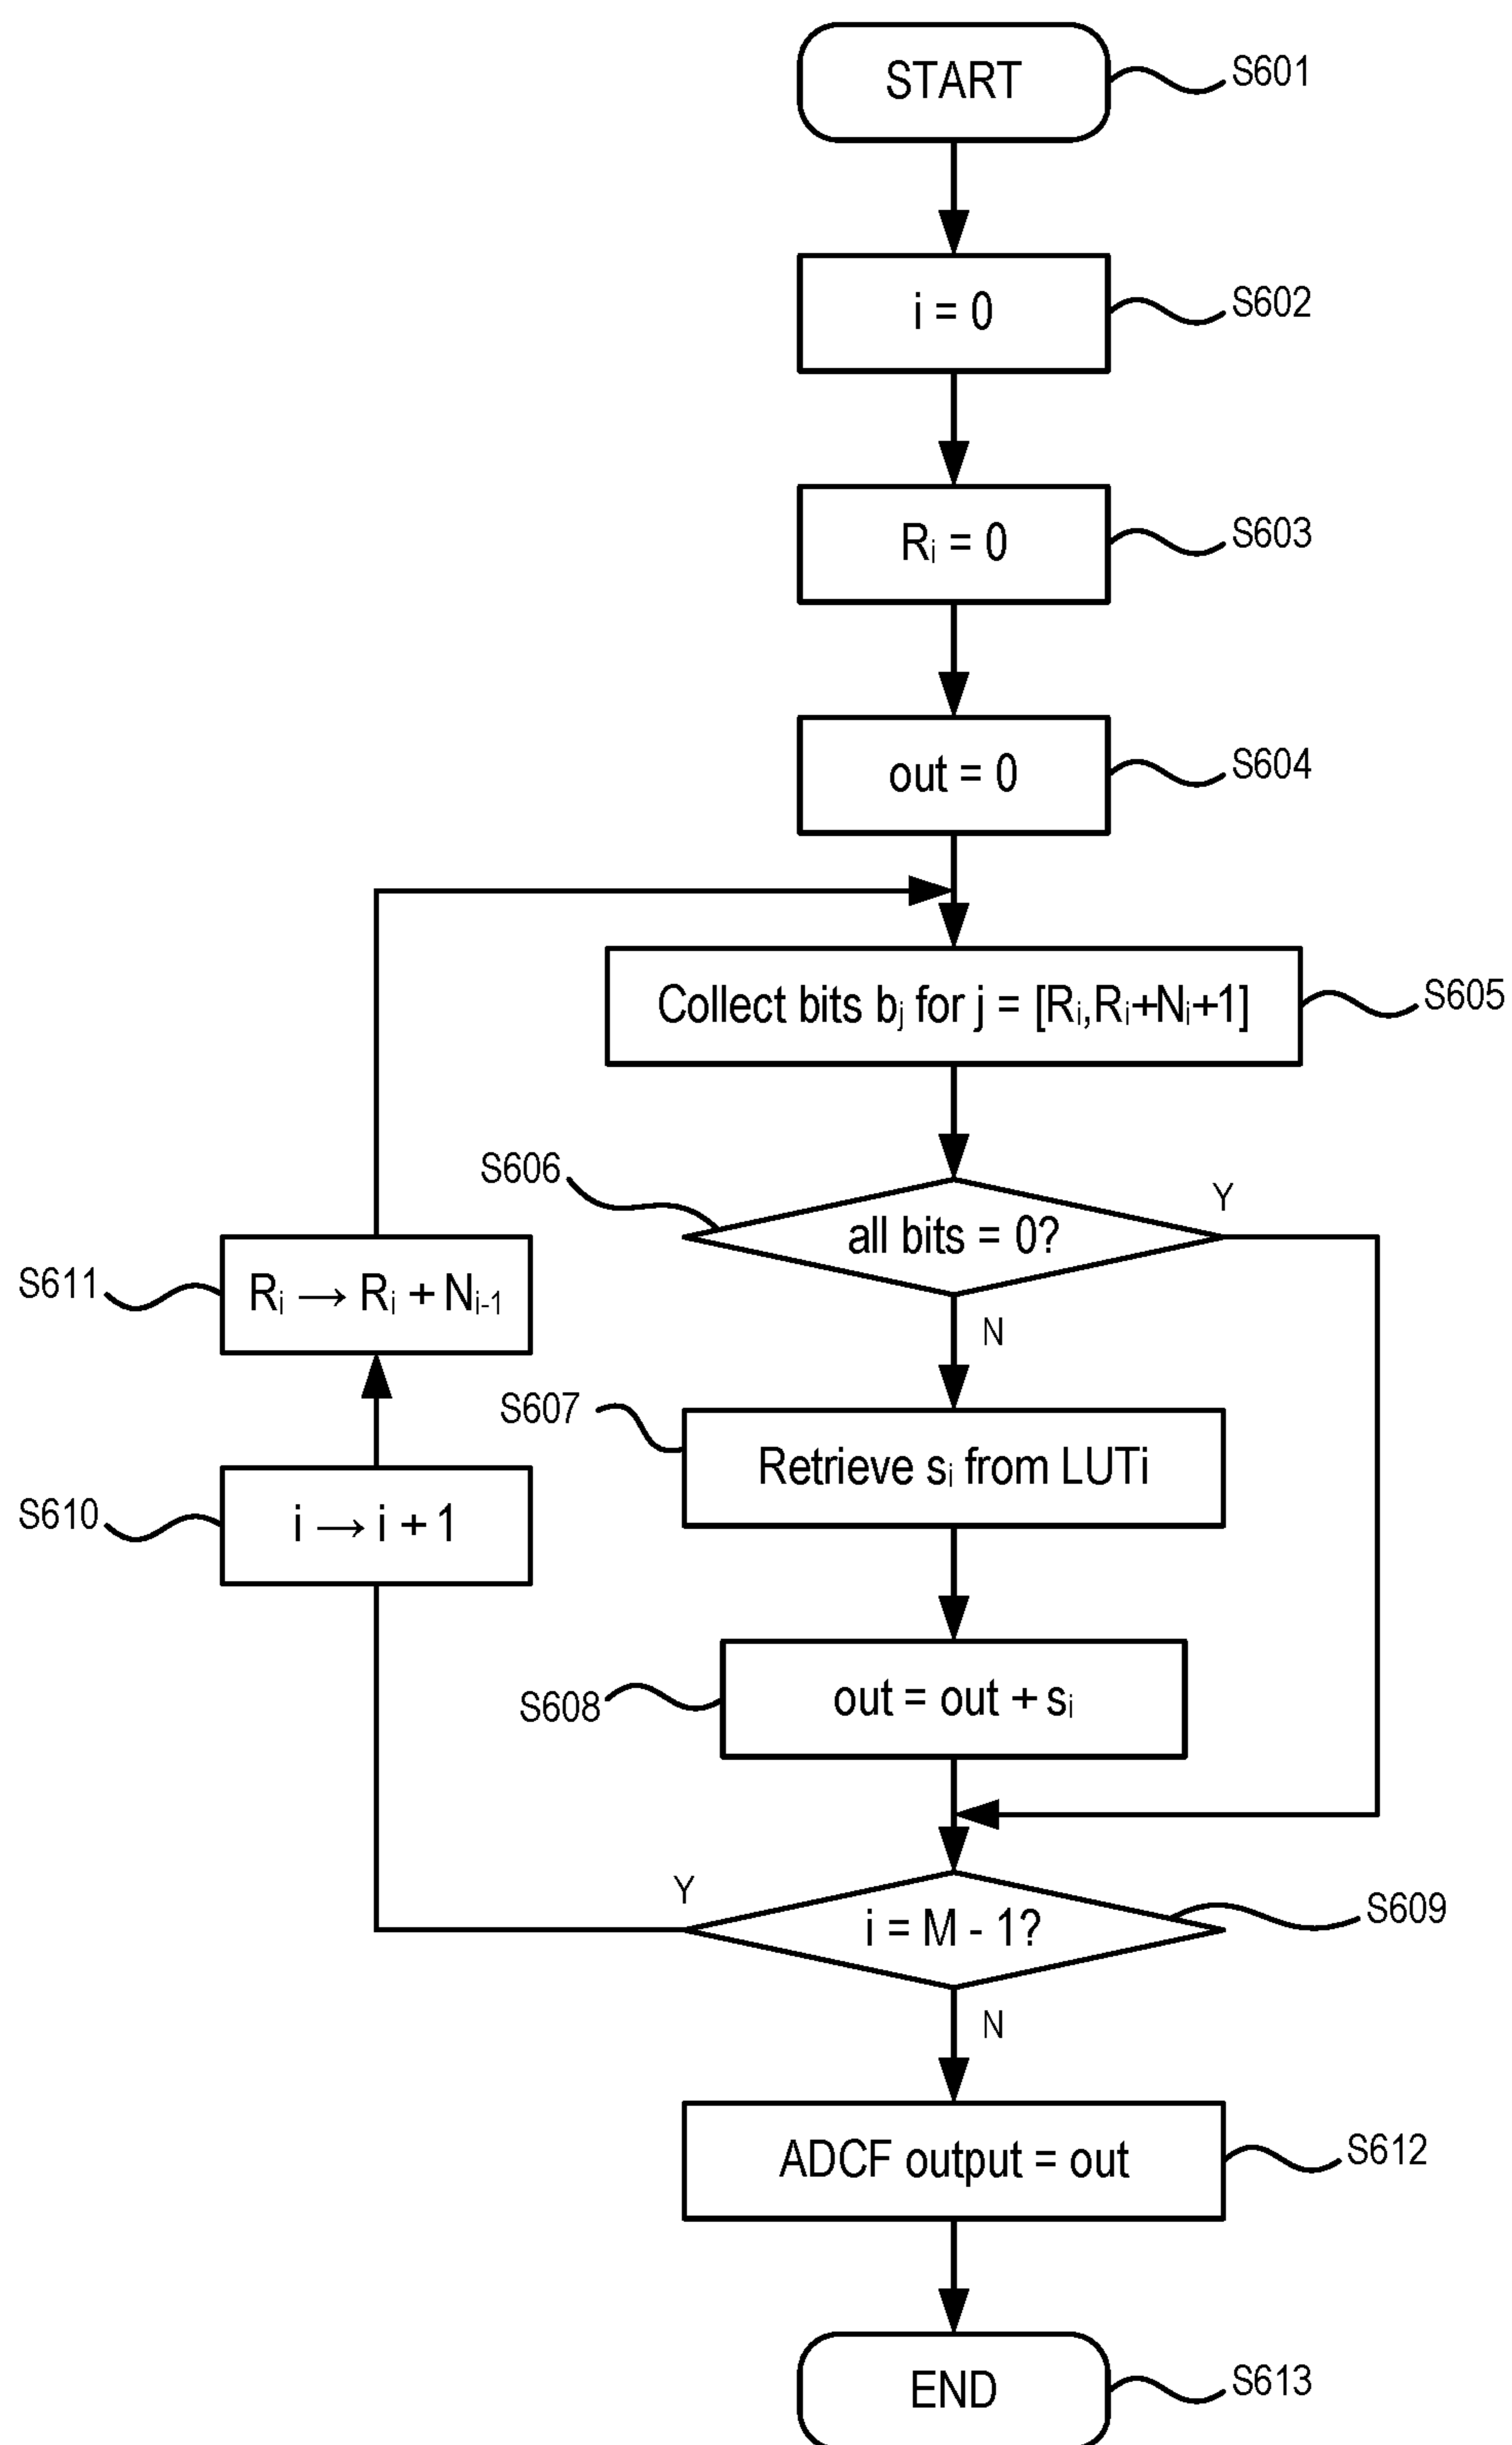 START
S601
i = 0
S602
Rᵢ = 0
S603
out = 0
S604
Collect bits bⱼ for j = [Rᵢ,Rᵢ+Nᵢ+1]
S605
S606
all bits = 0?
Y
N
S611
Rᵢ → Rᵢ + Nᵢ₋₁
S607
Retrieve sᵢ from LUTi
S610
i → i + 1
S608
out = out + sᵢ
Y
i = M - 1?
S609
N
ADCF output = out
S612
END
S613